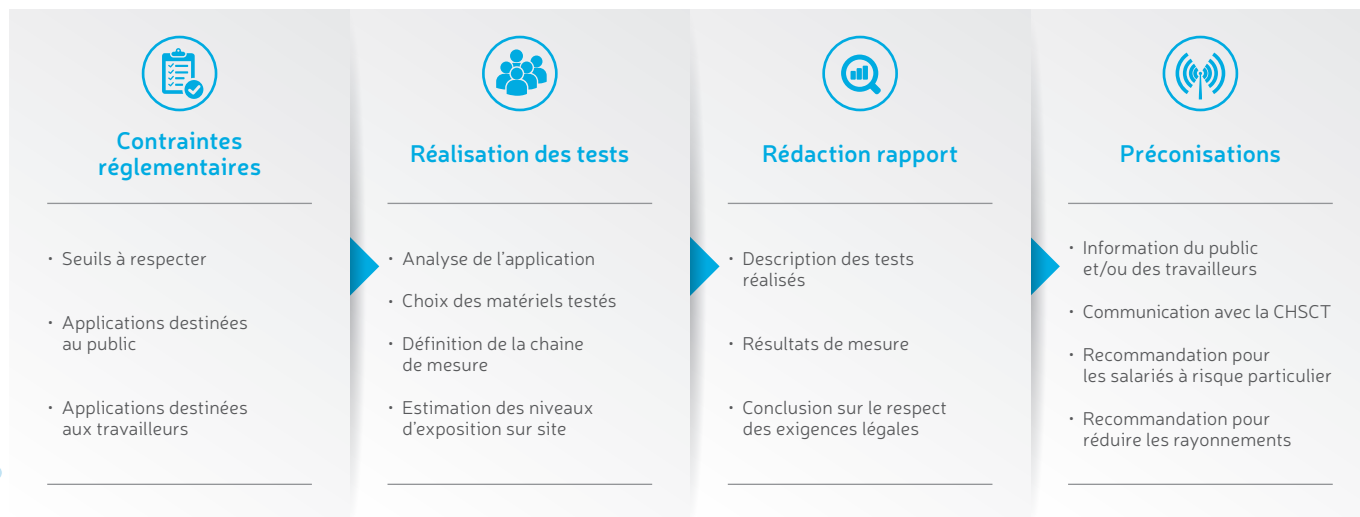 Contraintes
réglementaires
· Seuils à respecter
· Applications destinées
au public
· Applications destinées
aux travailleurs
Réalisation des tests
· Analyse de l’application
· Choix des matériels testés
· Définition de la chaine
de mesure
· Estimation des niveaux
d’exposition sur site
Rédaction rapport
· Description des tests
réalisés
· Résultats de mesure
· Conclusion sur le respect
des exigences légales
Préconisations
· Information du public
et/ou des travailleurs
· Communication avec la CHSCT
· Recommandation pour
les salariés à risque particulier
· Recommandation pour
réduire les rayonnements